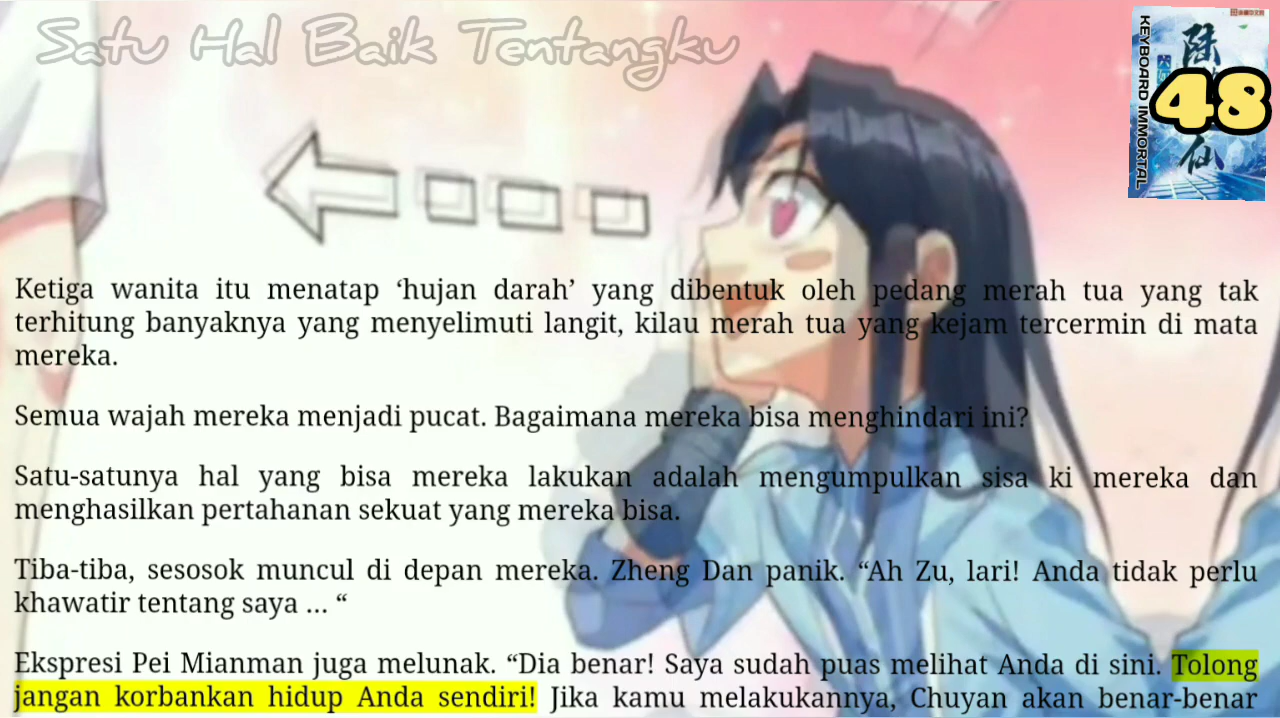 Satu Hal Baik Tentangku
KEYBOARD IMMORTAL
48
Ketiga wanita itu menatap ‘hujan darah’ yang dibentuk oleh pedang merah tua yang tak
terhitung banyaknya yang menyelimuti langit, kilau merah tua yang kejam tercermin di mata
mereka.
Semua wajah mereka menjadi pucat. Bagaimana mereka bisa menghindari ini?
Satu-satunya hal yang bisa mereka lakukan adalah mengumpulkan sisa ki mereka dan
menghasilkan pertahanan sekuat yang mereka bisa.
Tiba-tiba, sesosok muncul di depan mereka. Zheng Dan panik. “Ah Zu, lari! Anda tidak perlu
khawatir tentang saya ... “
Ekspresi Pei Mianman juga melunak. “Dia benar! Saya sudah puas melihat Anda di sini. Tolong
jangan korbankan hidup Anda sendiri! Jika kamu melakukannya, Chuyan akan benar-benar